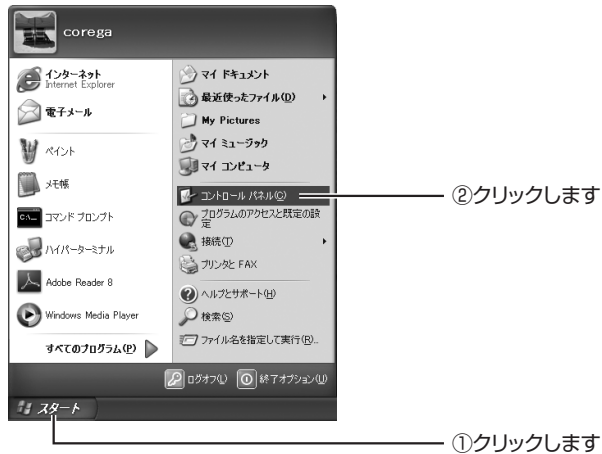 corega
インターネット
Internet Explorer
電子メール
ペイント
メモ帳
C:\_
コマンド プロンプト
ハイパーターミナル
Adobe Reader 8
Windows Media Player
すべてのプログラム(P)
マイ ドキュメント
最近使ったファイル(D)
My Pictures
マイ ミュージック
マイ コンピュータ
コントロール パネル(C)
プログラムのアクセスと既定の設
定
接続(T)
プリンタと FAX
ヘルプとサポート(H)
検索(S)
ファイル名を指定して実行(R)...
ログオフ(L)
終了オプション(U)
スタート
②クリックします
①クリックします